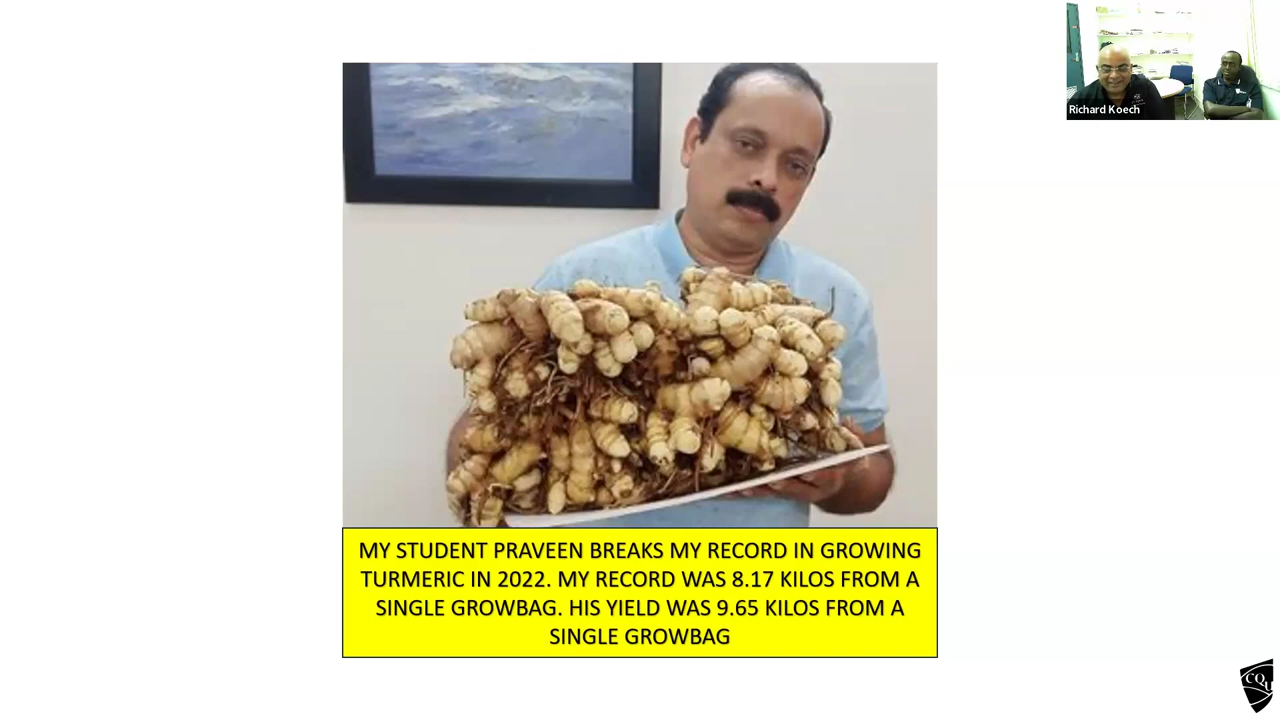 Richard Koech
MY STUDENT PRAVEEN BREAKS MY RECORD IN GROWING
TURMERIC IN 2022. MY RECORD WAS 8.17 KILOS FROM A
SINGLE GROWBAG. HIS YIELD WAS 9.65 KILOS FROM A
SINGLE GROWBAG
CQU